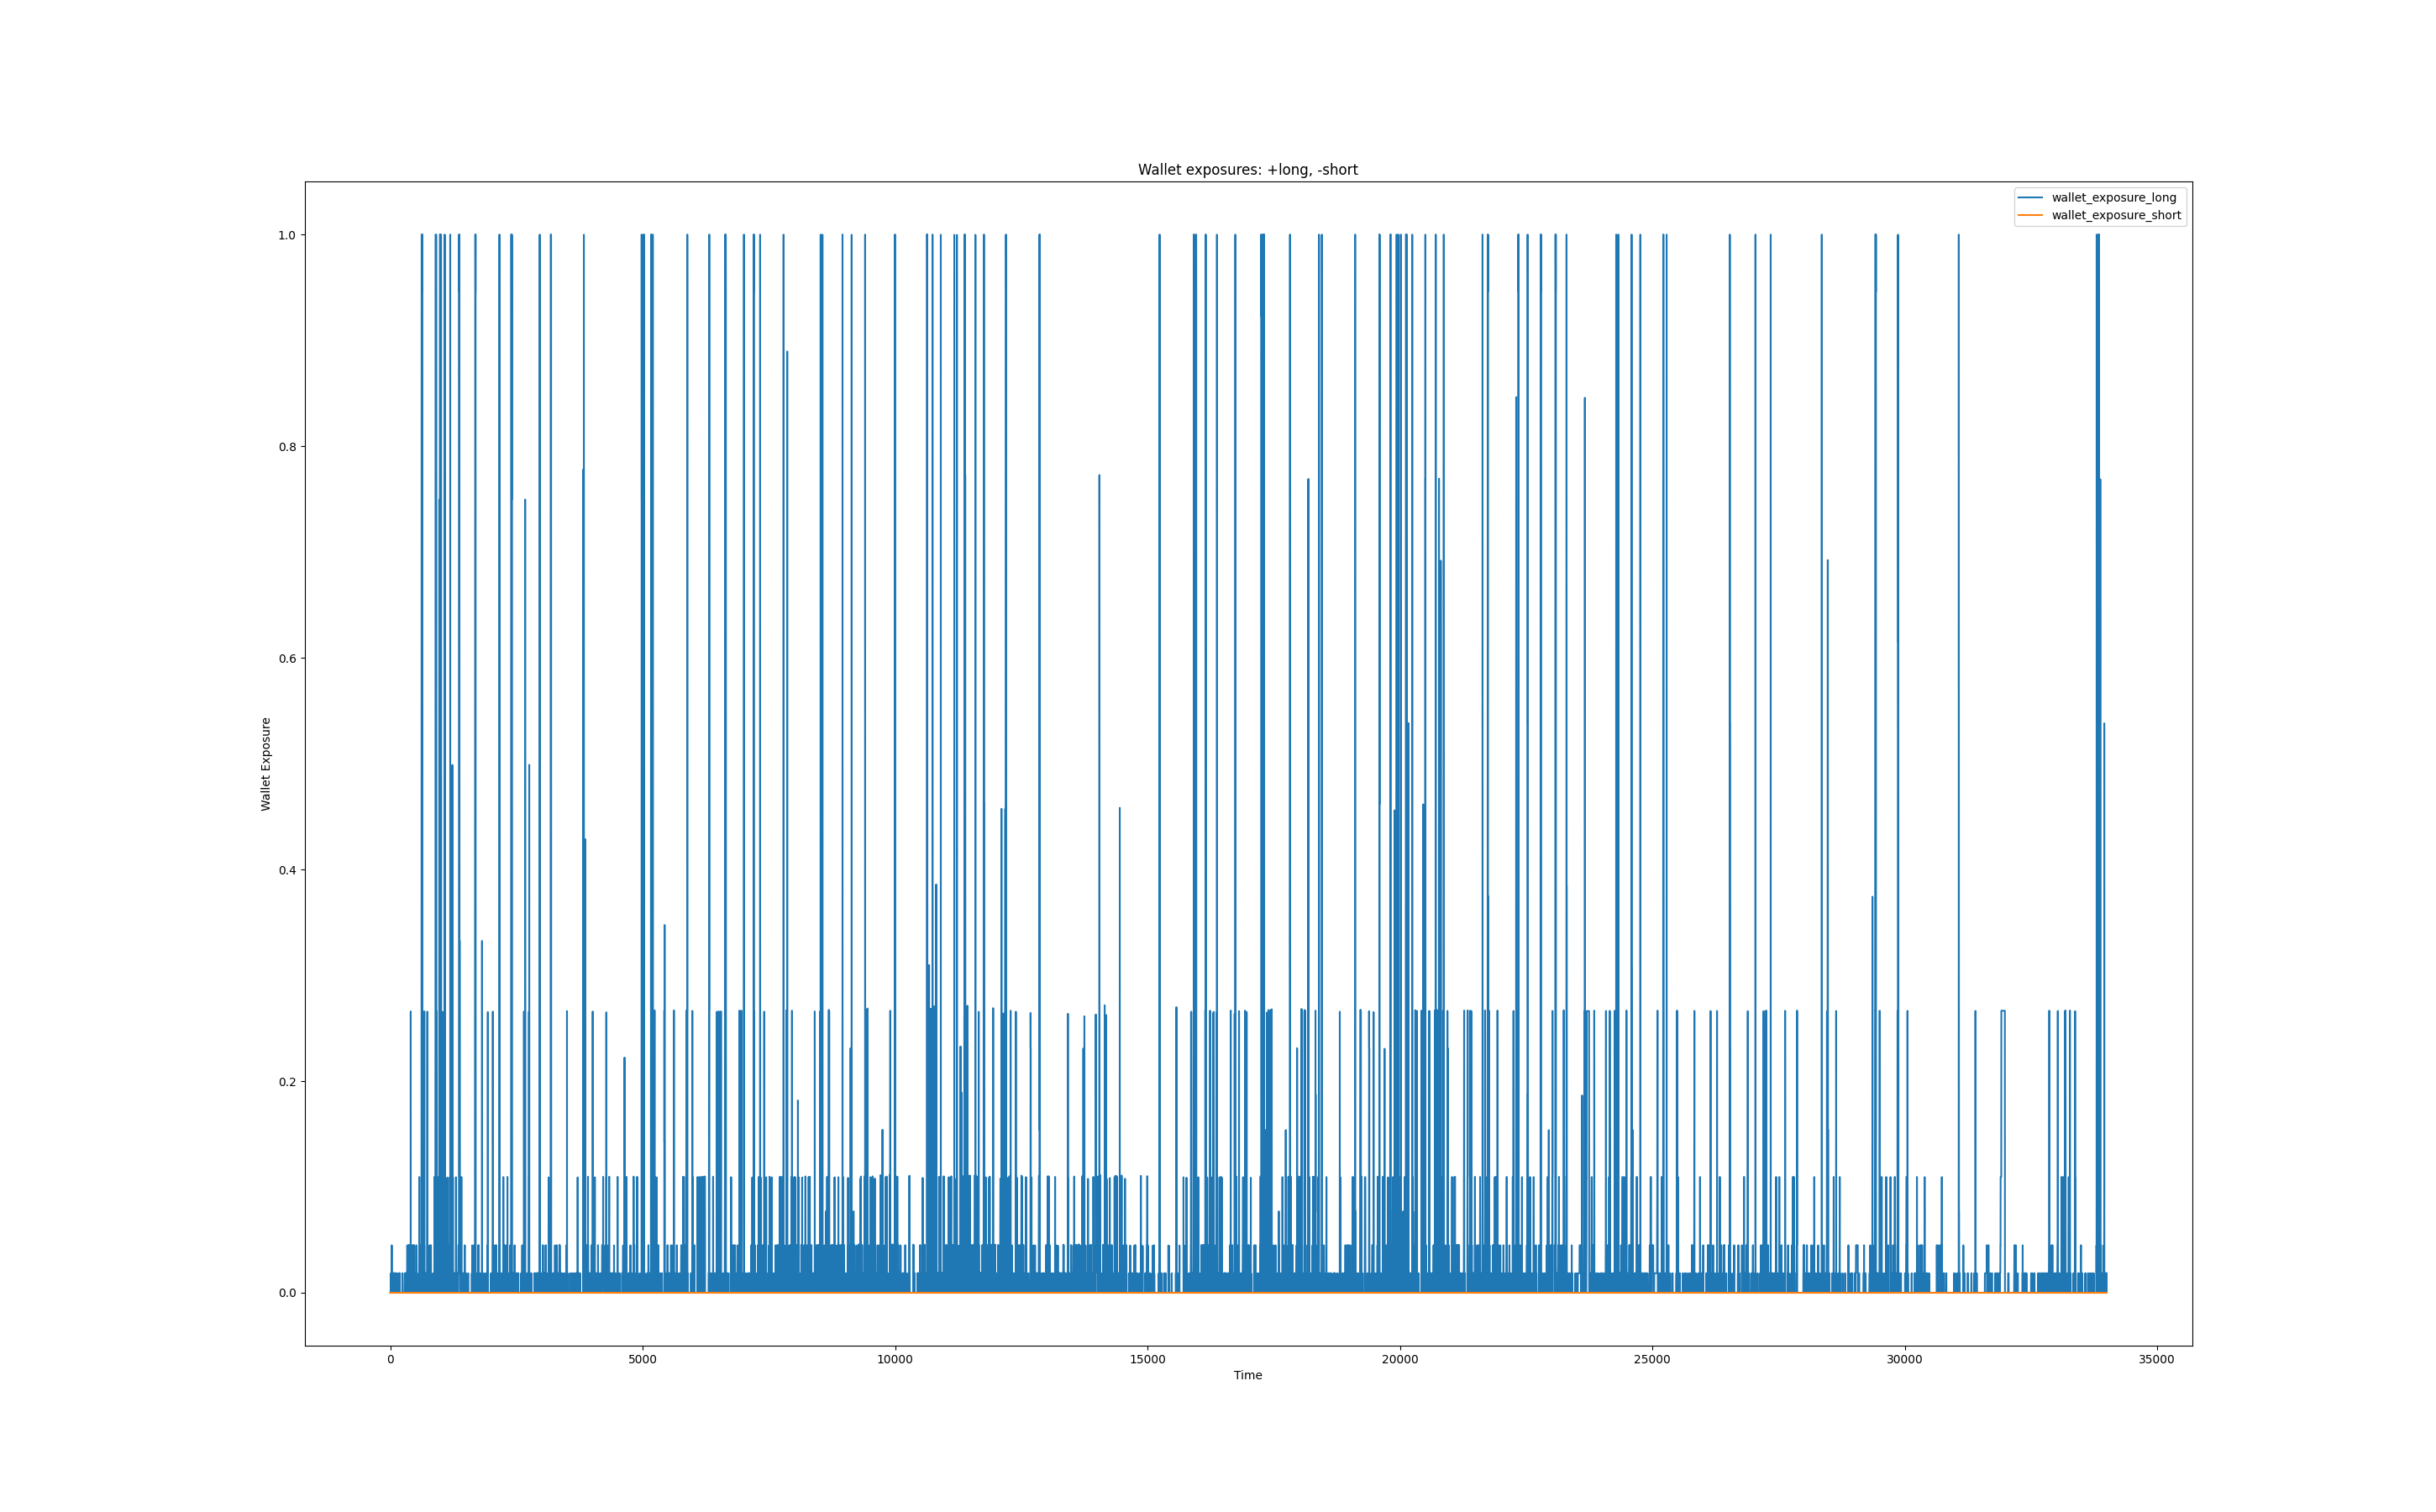 Wallet exposures: +long, -short
wallet_exposure_long
wallet_exposure_short
1.0
0.8
0.6
0.4
0.2
0.0
Wallet Exposure
0 5000 10000 15000 20000 25000 30000 35000
Time